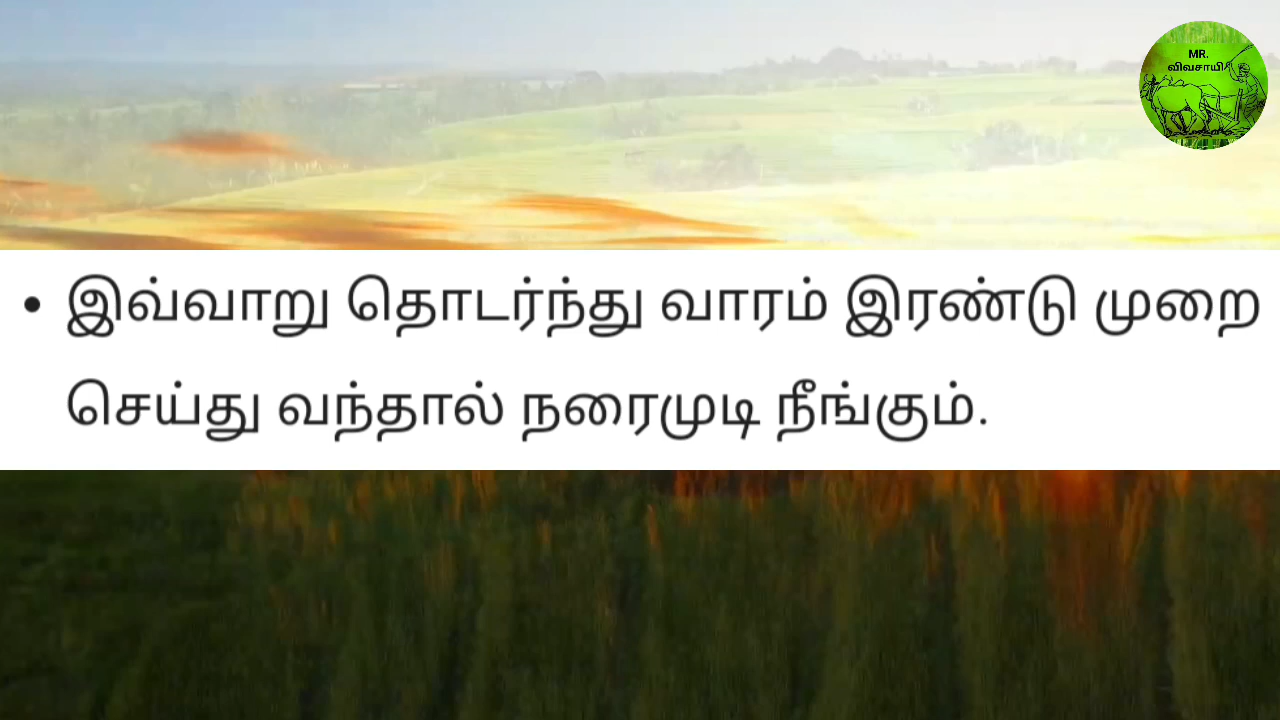 MR.
விவசாயி
• இவ்வாறு தொடர்ந்து வாரம் இரண்டு முறை
செய்து வந்தால் நரைமுடி நீங்கும்.